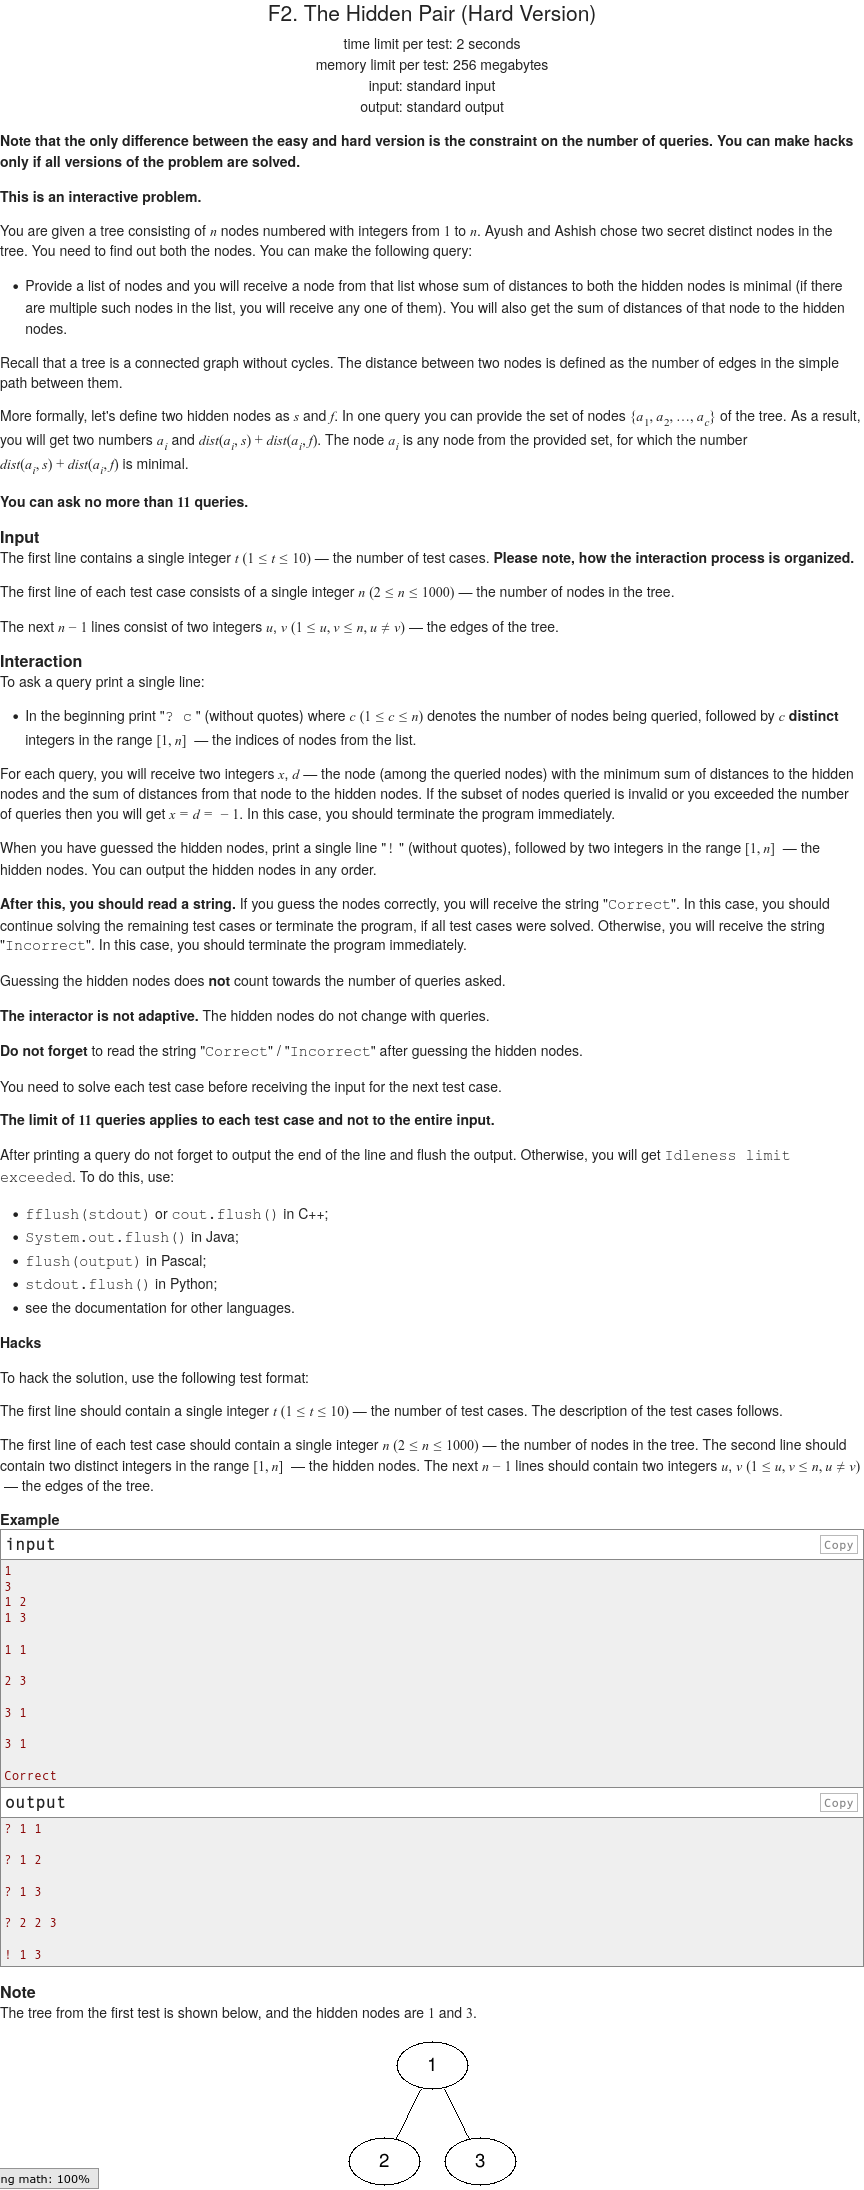 F2. The Hidden Pair (Hard Version)
time limit per test: 2 seconds
memory limit per test: 256 megabytes
input: standard input
output: standard output
Note that the only difference between the easy and hard version is the constraint on the number of queries. You can make hacks
only if all versions of the problem are solved.
This is an interactive problem.
You are given a tree consisting of n nodes numbered with integers from 1 to n. Ayush and Ashish chose two secret distinct nodes in the
tree. You need to find out both the nodes. You can make the following query:
• Provide a list of nodes and you will receive a node from that list whose sum of distances to both the hidden nodes is minimal (if there
are multiple such nodes in the list, you will receive any one of them). You will also get the sum of distances of that node to the hidden
nodes.
Recall that a tree is a connected graph without cycles. The distance between two nodes is defined as the number of edges in the simple
path between them.
More formally, let's define two hidden nodes as s and f. In one query you can provide the set of nodes {a1, a2, …, ac} of the tree. As a result,
you will get two numbers ai and dist(ai, s) + dist(ai, f). The node ai is any node from the provided set, for which the number
dist(ai, s) + dist(ai, f) is minimal.
You can ask no more than 11 queries.
Input
The first line contains a single integer t (1 ≤ t ≤ 10) — the number of test cases. Please note, how the interaction process is organized.
The first line of each test case consists of a single integer n (2 ≤ n ≤ 1000) — the number of nodes in the tree.
The next n − 1 lines consist of two integers u, v (1 ≤ u, v ≤ n, u ≠ v) — the edges of the tree.
Interaction
To ask a query print a single line:
• In the beginning print "? c " (without quotes) where c (1 ≤ c ≤ n) denotes the number of nodes being queried, followed by c distinct
integers in the range [1, n] — the indices of nodes from the list.
For each query, you will receive two integers x, d — the node (among the queried nodes) with the minimum sum of distances to the hidden
nodes and the sum of distances from that node to the hidden nodes. If the subset of nodes queried is invalid or you exceeded the number
of queries then you will get x = d = − 1. In this case, you should terminate the program immediately.
When you have guessed the hidden nodes, print a single line "! " (without quotes), followed by two integers in the range [1, n] — the
hidden nodes. You can output the hidden nodes in any order.
After this, you should read a string. If you guess the nodes correctly, you will receive the string "Correct". In this case, you should
continue solving the remaining test cases or terminate the program, if all test cases were solved. Otherwise, you will receive the string
"Incorrect". In this case, you should terminate the program immediately.
Guessing the hidden nodes does not count towards the number of queries asked.
The interactor is not adaptive. The hidden nodes do not change with queries.
Do not forget to read the string "Correct" / "Incorrect" after guessing the hidden nodes.
You need to solve each test case before receiving the input for the next test case.
The limit of 11 queries applies to each test case and not to the entire input.
After printing a query do not forget to output the end of the line and flush the output. Otherwise, you will get Idleness limit
exceeded. To do this, use:
• fflush(stdout) or cout.flush() in C++;
• System.out.flush() in Java;
• flush(output) in Pascal;
• stdout.flush() in Python;
• see the documentation for other languages.
Hacks
To hack the solution, use the following test format:
The first line should contain a single integer t (1 ≤ t ≤ 10) — the number of test cases. The description of the test cases follows.
The first line of each test case should contain a single integer n (2 ≤ n ≤ 1000) — the number of nodes in the tree. The second line should
contain two distinct integers in the range [1, n] — the hidden nodes. The next n − 1 lines should contain two integers u, v (1 ≤ u, v ≤ n, u ≠ v)
— the edges of the tree.
Example
input
Copy
1
3
1 2
1 3
1 1
2 3
3 1
3 1
Correct
output
Copy
? 1 1
? 1 2
? 1 3
? 2 2 3
! 1 3
Note
The tree from the first test is shown below, and the hidden nodes are 1 and 3.
1
2 3
ng math: 100%